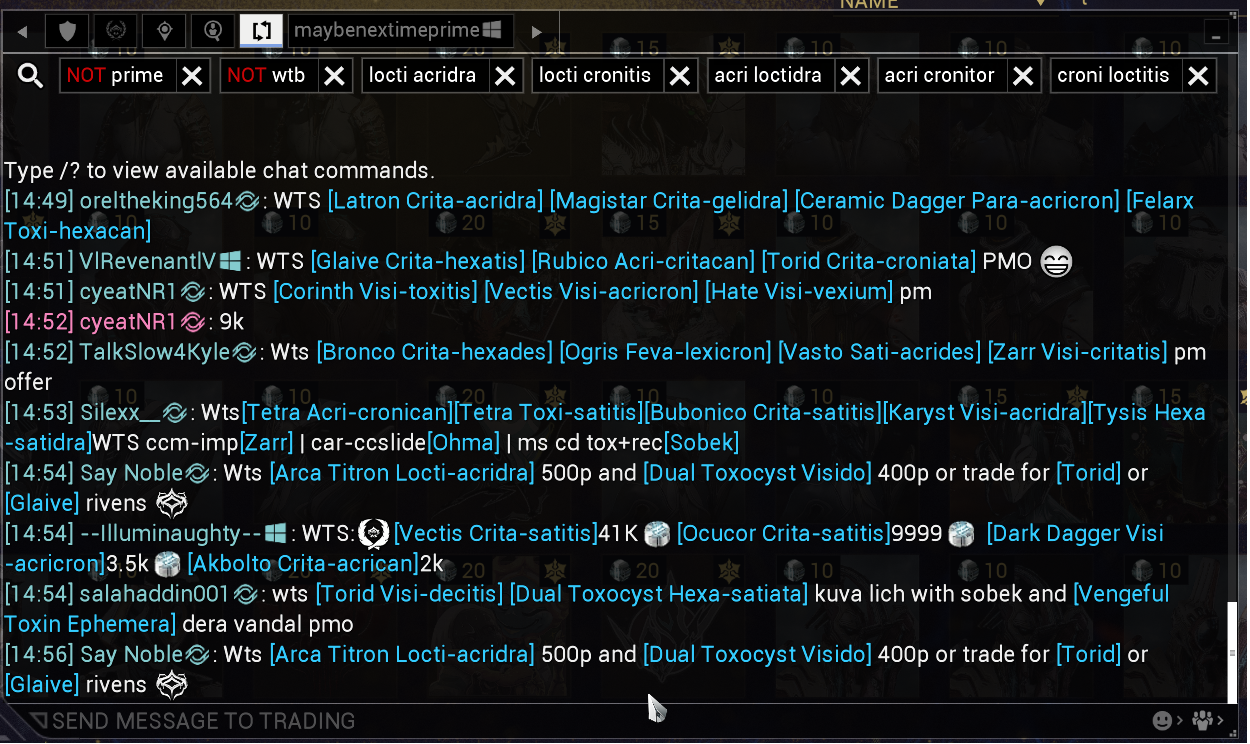 NAME
maybenextimeprime
NOT prime NOT wtb locti acridra locti cronitis acri loctidra acri cronitor croni loctitis
Type /? to view available chat commands.
[14:49] oreltheking564: WTS [Latron Crita-acridra] [Magistar Crita-gelidra] [Ceramic Dagger Para-acricron] [Felarx
Toxi-hexacan]
[14:51] VlRevenantlV: WTS [Glaive Crita-hexatis] [Rubico Acri-critacan] [Torid Crita-croniata] PMO
[14:51] cyeatNR1: WTS [Corinth Visi-toxitis] [Vectis Visi-acricron] [Hate Visi-vexium] pm
[14:52] cyeatNR1: 9k
[14:52] TalkSlow4Kyle: Wts [Bronco Crita-hexades] [Ogris Feva-lexicron] [Vasto Sati-acrides] [Zarr Visi-critatis] pm
offer
[14:53] Silexx__: Wts[Tetra Acri-cronican][Tetra Toxi-satitis][Bubonico Crita-satitis][Karyst Visi-acridra][Tysis Hexa
-satidra]WTS ccm-imp[Zarr] | car-ccslide[Ohma] | ms cd tox+rec[Sobek]
[14:54] Say Noble: Wts [Arca Titron Locti-acridra] 500p and [Dual Toxocyst Visido] 400p or trade for [Torid] or
[Glaive] rivens
[14:54] --Illuminaughty--: WTS: [Vectis Crita-satitis]41K [Ocucor Crita-satitis]9999 [Dark Dagger Visi
-acricron]3.5k [Akbolto Crita-acrican]2k
[14:54] salahaddin001: wts [Torid Visi-decitis] [Dual Toxocyst Hexa-satiata] kuva lich with sobek and [Vengeful
Toxin Ephemera] dera vandal pmo
[14:56] Say Noble: Wts [Arca Titron Locti-acridra] 500p and [Dual Toxocyst Visido] 400p or trade for [Torid] or
[Glaive] rivens
SEND MESSAGE TO TRADING